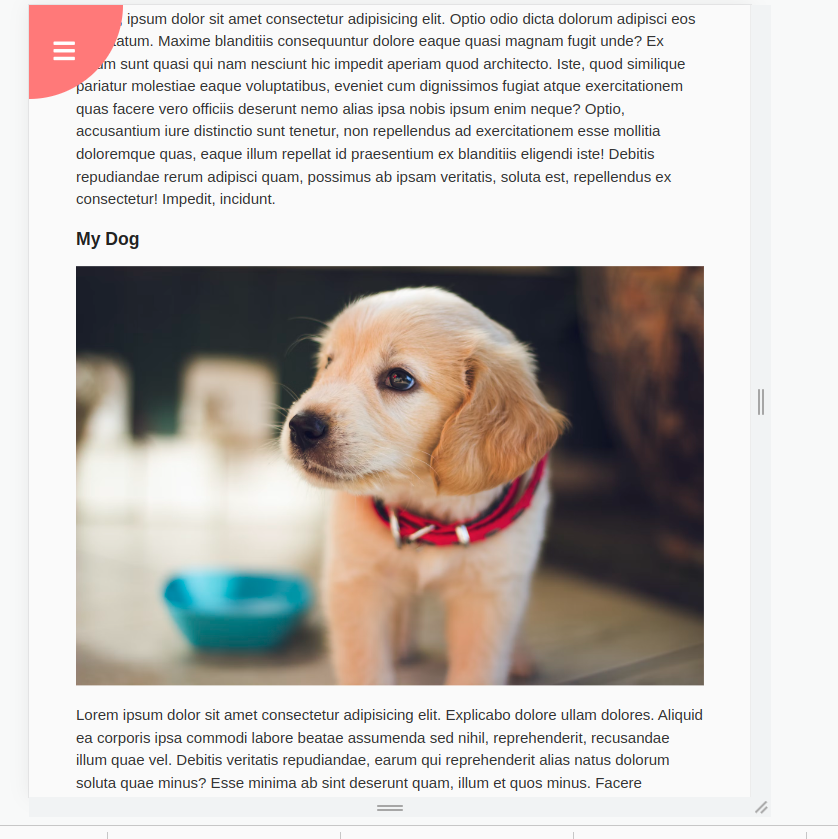 ipsum dolor sit amet consectetur adipisicing elit. Optio odio dicta dolorum adipisci eos
Maxime blanditiis consequuntur dolore eaque quasi magnam fugit unde? Ex
sunt quasi qui nam nesciunt hic impedit aperiam quod architecto. Iste, quod similique
pariatur molestiae eaque voluptatibus, eveniet cum dignissimos fugiat atque exercitationem
quas facere vero officiis deserunt nemo alias ipsa nobis ipsum enim neque? Optio,
accusantium iure distinctio sunt tenetur, non repellendus ad exercitationem esse mollitia
doloremque quas, eaque illum repellat id praesentium ex blanditiis eligendi iste! Debitis
repudiandae rerum adipisci quam, possimus ab ipsam veritatis, soluta est, repellendus ex
consectetur! Impedit, incidunt.
My Dog
Lorem ipsum dolor sit amet consectetur adipisicing elit. Explicabo dolore ullam dolores. Aliquid
ea corporis ipsa commodi labore beatae assumenda sed nihil, reprehenderit, recusandae
illum quae vel. Debitis veritatis repudiandae, earum qui reprehenderit alias natus dolorum
soluta quae minus? Esse minima ab sint deserunt quam, illum et quos minus. Facere